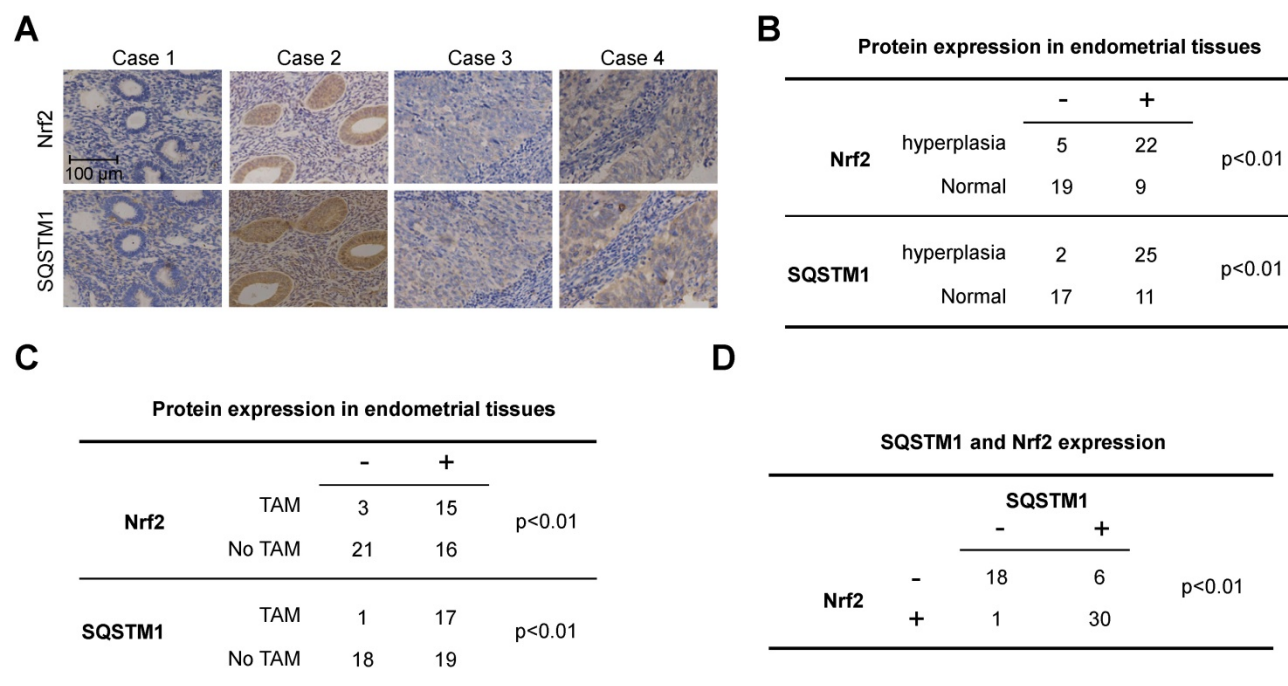 A
Case 1 Case 2 Case 3 Case 4
Nrf2
100 μm
SQSTM1
B
Protein expression in endometrial tissues
- +
Nrf2
hyperplasia 5 22
p<0.01
Normal 19 9
SQSTM1
hyperplasia 2 25
p<0.01
Normal 17 11
C
Protein expression in endometrial tissues
- +
Nrf2
TAM 3 15
p<0.01
No TAM 21 16
SQSTM1
TAM 1 17
p<0.01
No TAM 18 19
D
SQSTM1 and Nrf2 expression
SQSTM1
- +
Nrf2
- 18 6
p<0.01
+ 1 30